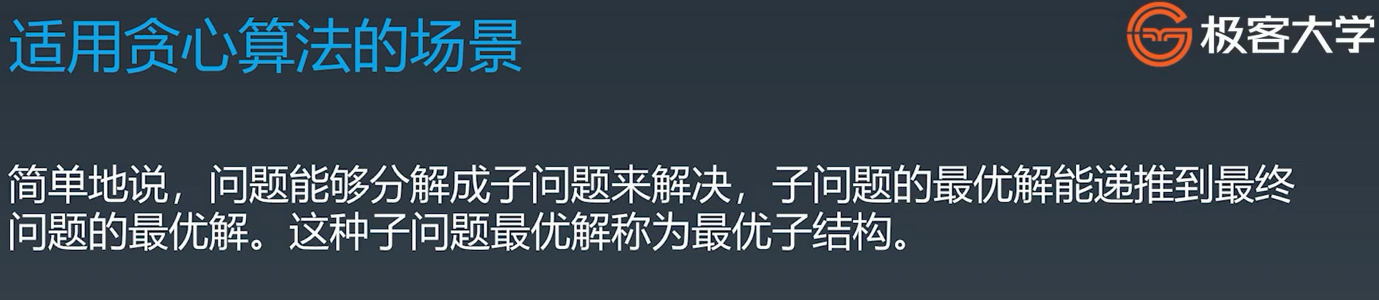 适用贪心算法的场景
极客大学
简单地说，问题能够分解成子问题来解决，子问题的最优解能递推到最终
问题的最优解。这种子问题最优解称为最优子结构。